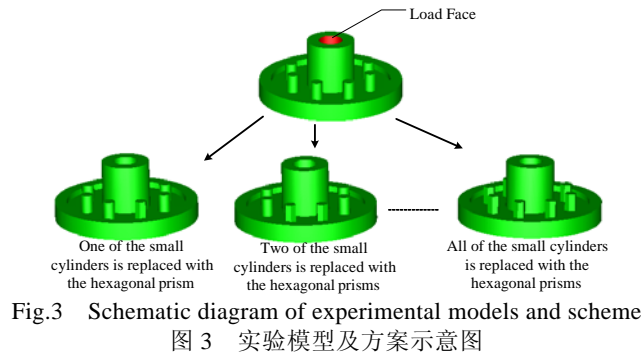 Load Face
One of the small
cylinders is replaced with
the hexagonal prism
Two of the small
cylinders is replaced with
the hexagonal prisms
All of the small cylinders
is replaced with the
hexagonal prisms
Fig.3 Schematic diagram of experimental models and scheme
图 3 实验模型及方案示意图